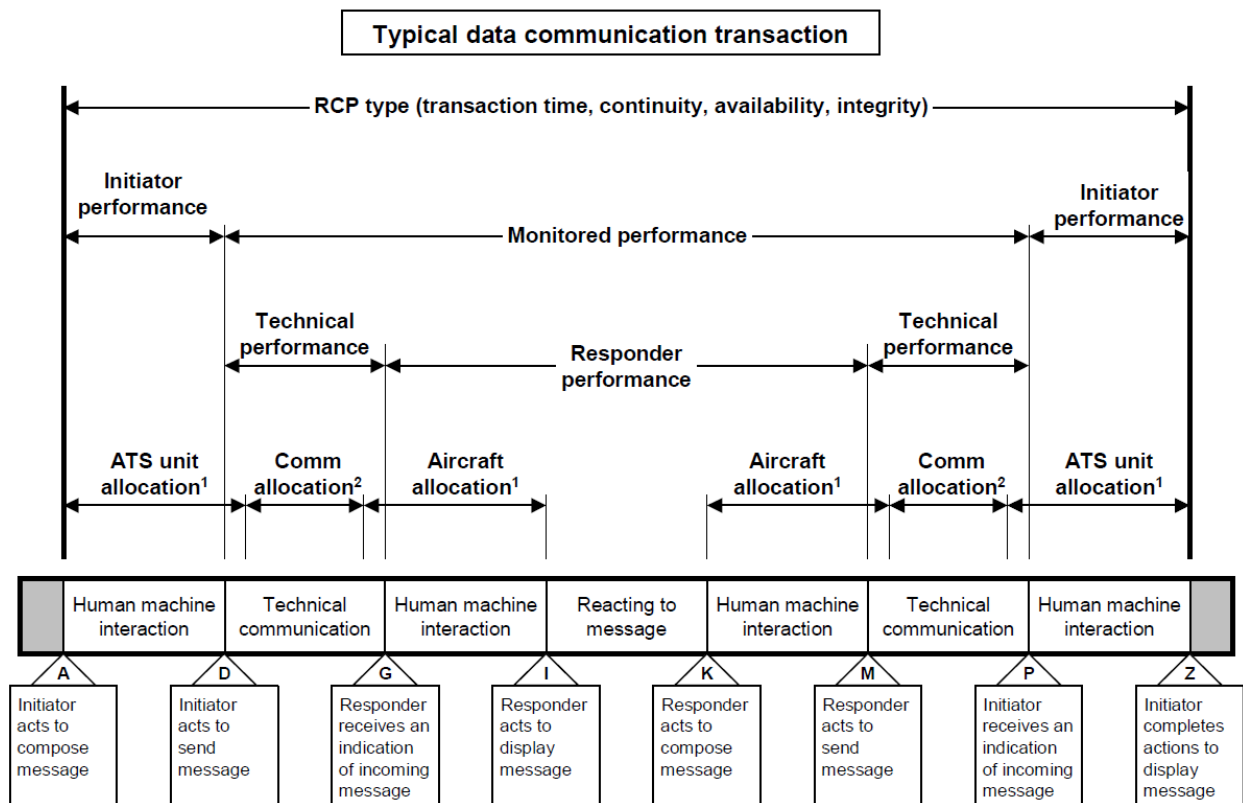 Typical data communication transaction
RCP type (transaction time, continuity, availability, integrity)
Initiator
performance
Monitored performance
Initiator
performance
Technical
performance
Responder
performance
Technical
performance
ATS unit
allocation1
Comm
allocation2
Aircraft
allocation1
Aircraft
allocation1
Comm
allocation2
ATS unit
allocation1
Human machine
interaction
Technical
communication
Human machine
interaction
Reacting to
message
Human machine
interaction
Technical
communication
Human machine
interaction
A
D
G
I
K
M
P
Z
Initiator
acts to
compose
message
Initiator
acts to
send
message
Responder
receives an
indication
of incoming
message
Responder
acts to
display
message
Responder
acts to
compose
message
Responder
acts to
send
message
Initiator
receives an
indication
of incoming
message
Initiator
completes
actions to
display
message